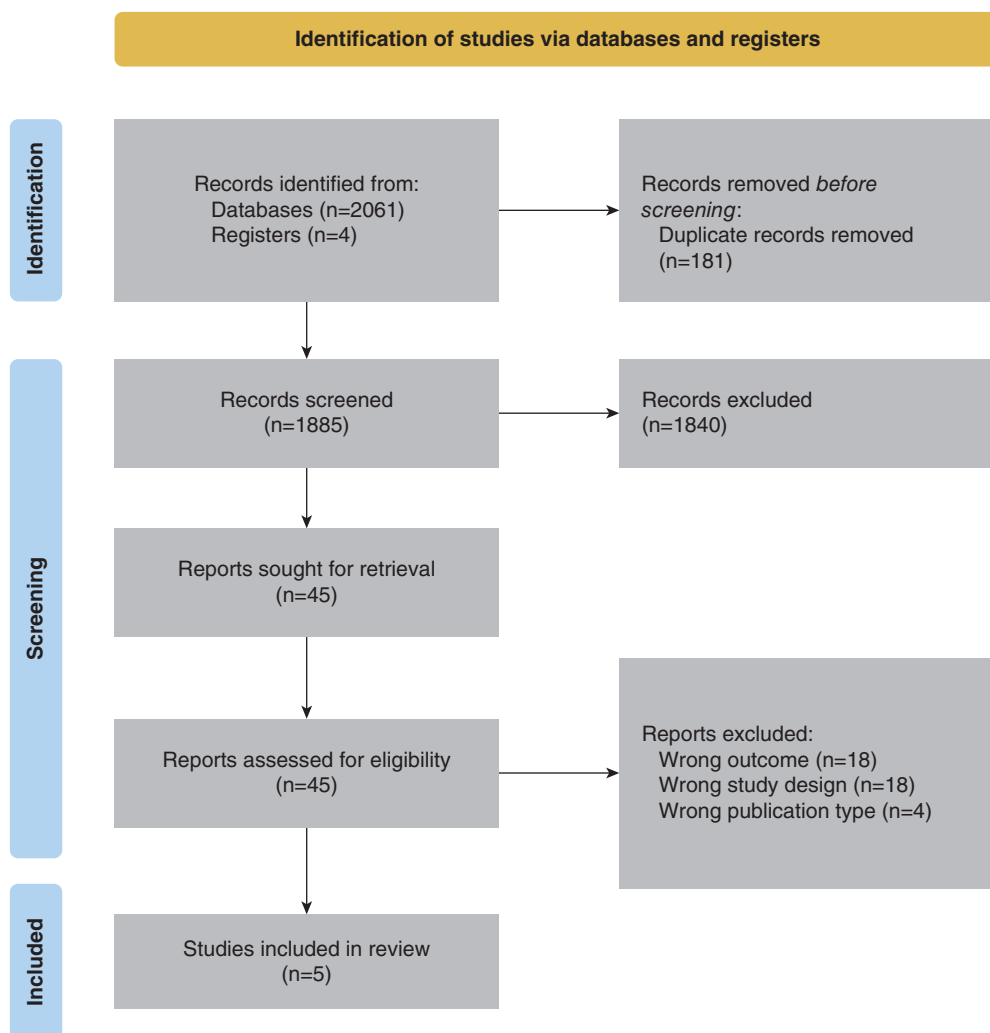 Identification of studies via databases and registers
Identification
Records identified from:
Databases (n=2061)
Registers (n=4)
Records removed before
screening:
Duplicate records removed
(n=181)
Screening
Records screened
(n=1885)
Records excluded
(n=1840)
Reports sought for retrieval
(n=45)
Reports assessed for eligibility
(n=45)
Reports excluded:
Wrong outcome (n=18)
Wrong study design (n=18)
Wrong publication type (n=4)
Included
Studies included in review
(n=5)